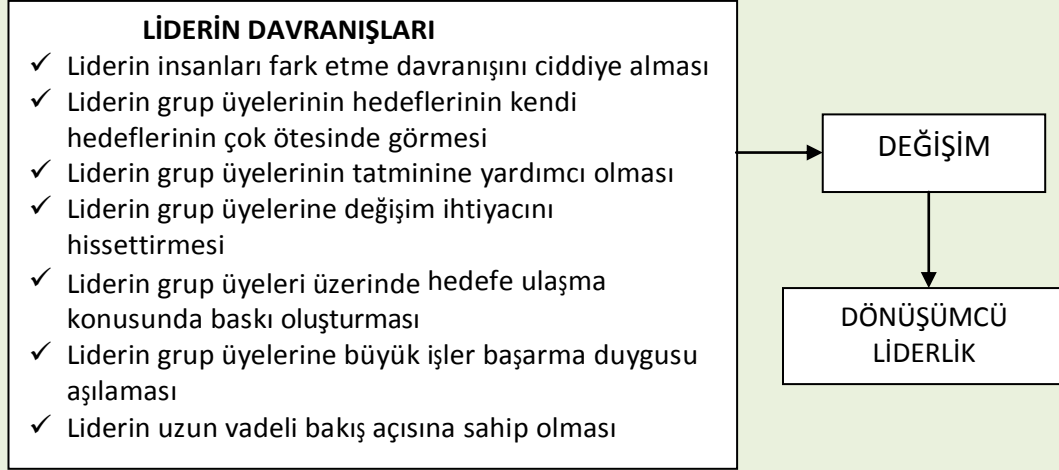 LİDERİN DAVRANIŞLARI
✓ Liderin insanları fark etme davranışını ciddiye alması
✓ Liderin grup üyelerinin hedeflerinin kendi
hedeflerinin çok ötesinde görmesi
✓ Liderin grup üyelerinin tatminine yardımcı olması
✓ Liderin grup üyelerine değişim ihtiyacını
hissettirmesi
✓ Liderin grup üyeleri üzerinde hedefe ulaşma
konusunda baskı oluşturması
✓ Liderin grup üyelerine büyük işler başarma duygusu
aşılaması
✓ Liderin uzun vadeli bakış açısına sahip olması
DEĞİŞİM
DÖNÜŞÜMCÜ
LİDERLİK